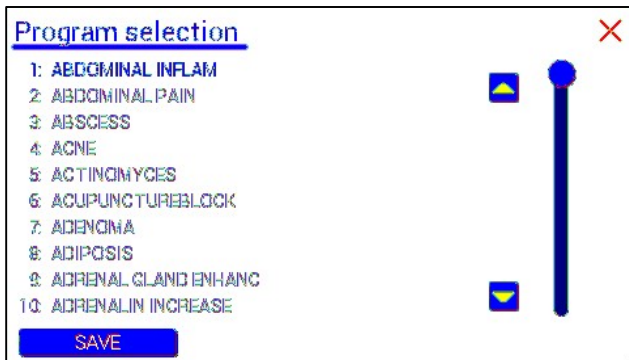 Program selection
1: ABDOMINAL INFLAM
2: ABDOMINAL PAIN
3: ABSCESS
4: ACNE
5: ACTINOMYCES
6: ACUPUNCTUREBLOCK
7: ADENOMA
8: ADIPOSIS
9: ADRENAL GLAND ENHANC
10: ADRENALIN INCREASE
SAVE